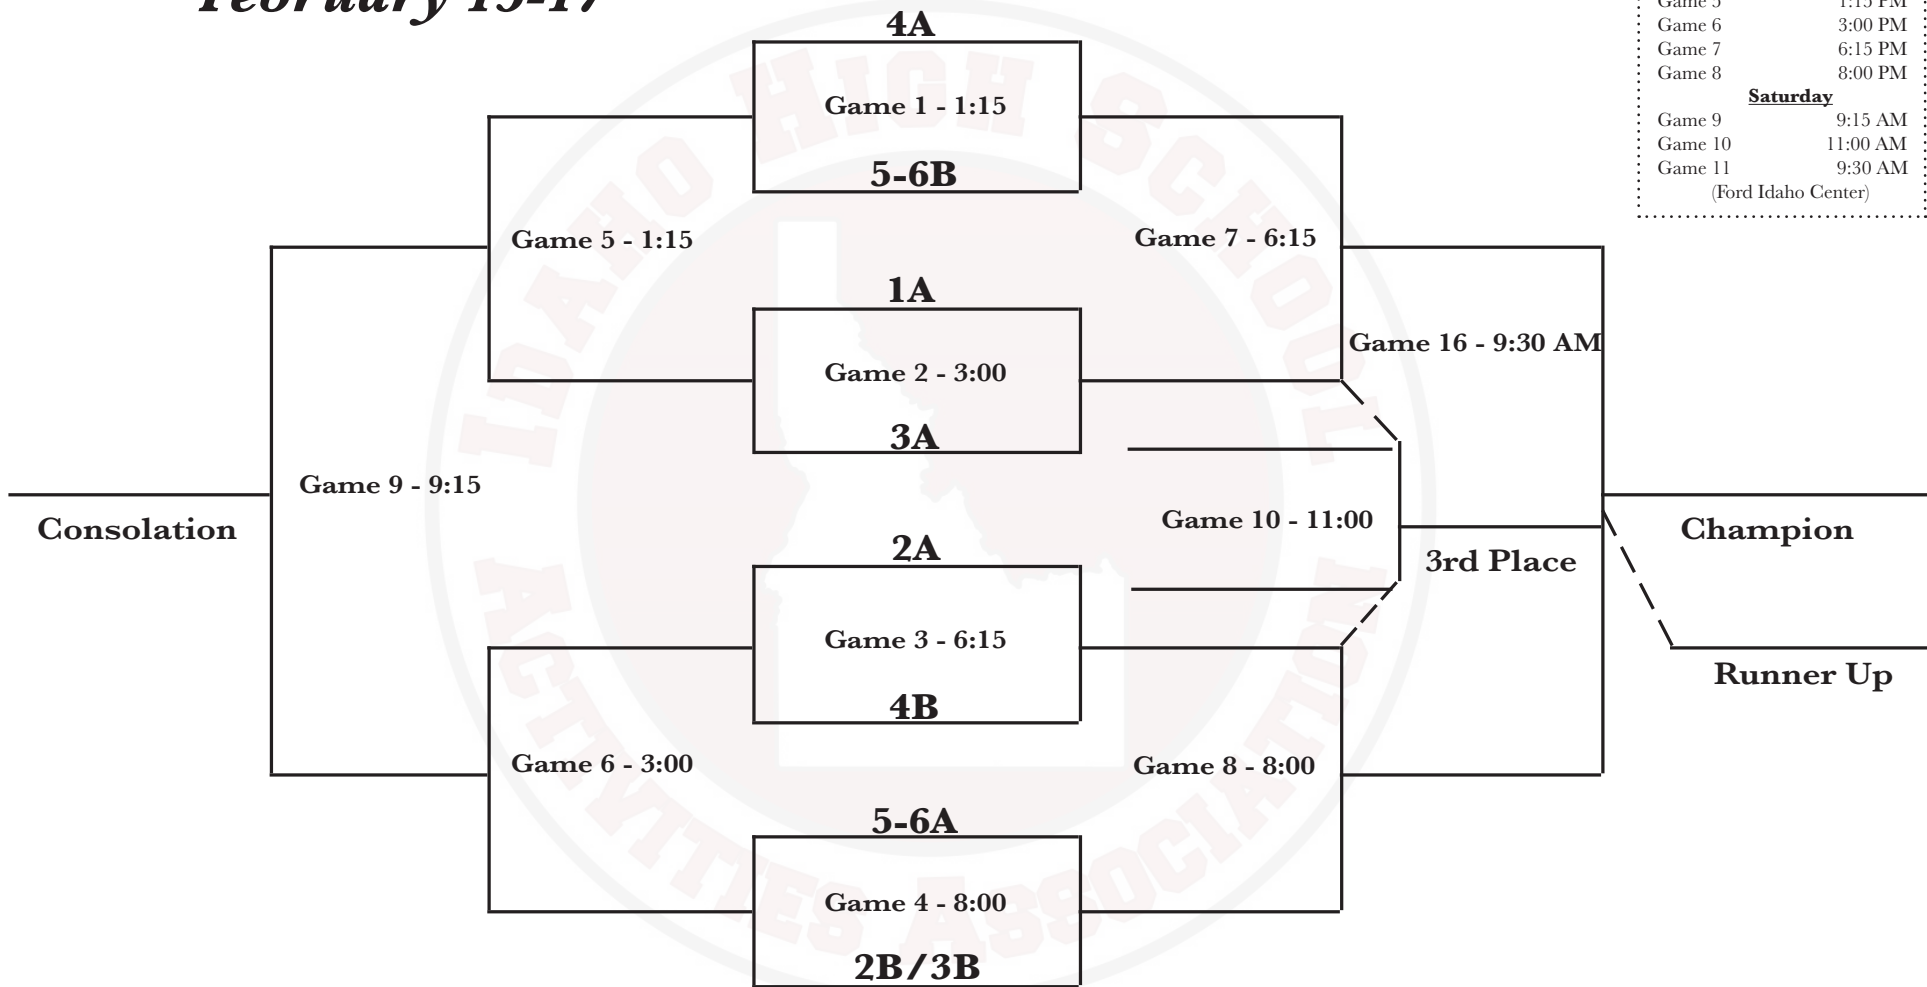 February 15-17
Game 5 1:15 PM
Game 6 3:00 PM
Game 7 6:15 PM
Game 8 8:00 PM
Saturday
Game 9 9:15 AM
Game 10 11:00 AM
Game 11 9:30 AM
(Ford Idaho Center)
4A
Game 1 - 1:15
5-6B
Game 5 - 1:15
Game 7 - 6:15
1A
Game 2 - 3:00
3A
Game 16 - 9:30 AM
Game 9 - 9:15
Consolation
Game 10 - 11:00
3rd Place
Champion
Runner Up
2A
Game 3 - 6:15
4B
Game 6 - 3:00
Game 8 - 8:00
5-6A
Game 4 - 8:00
2B/3B
IDAHO HIGH SCHOOL
ACTIVITIES ASSOCIATION